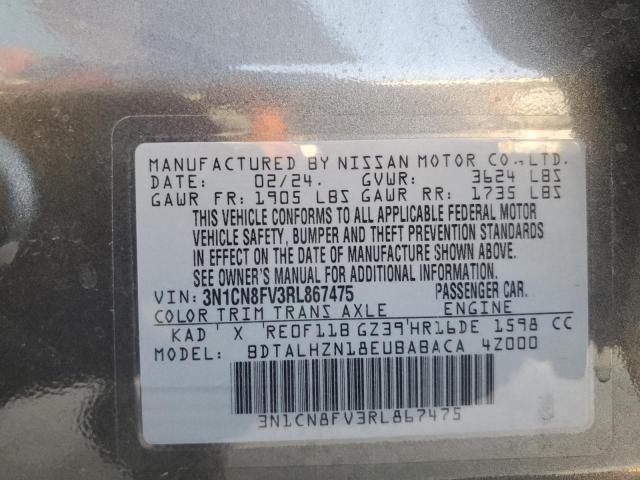 MANUFACTURED BY NISSAN MOTOR CO.,LTD.
DATE: 02/24. GVWR: 3624 LBS
GAWR FR: 1905 LBS GAWR RR: 1735 LBS
THIS VEHICLE CONFORMS TO ALL APPLICABLE FEDERAL MOTOR
VEHICLE SAFETY, BUMPER AND THEFT PREVENTION STANDARDS
IN EFFECT ON THE DATE OF MANUFACTURE SHOWN ABOVE.
SEE OWNER'S MANUAL FOR ADDITIONAL INFORMATION.
VIN: 3N1CN8FV3RL867475 PASSENGER CAR.
COLOR TRIM TRANS AXLE ENGINE
KAD X RE0F11B GZ39 HR16DE 1598 CC
MODEL: BDTALHZN18EUBABACA 4Z000
3N1CN8FV3RL867475